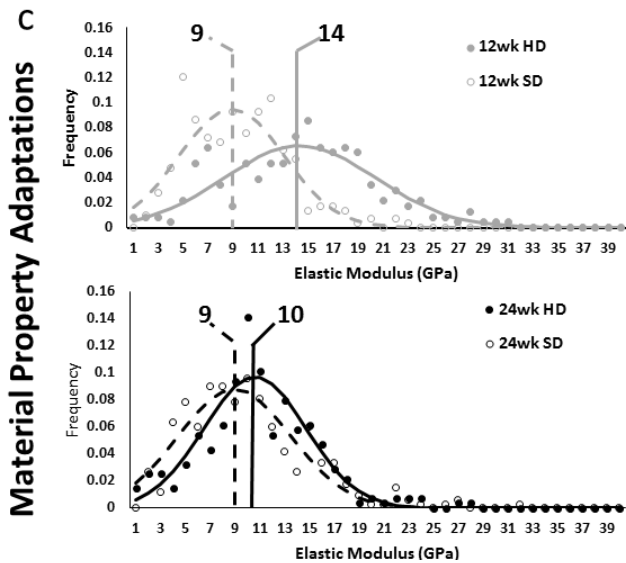 C
Material Property Adaptations
9 14
0.16
0.14
0.12
0.1
0.08
0.06
0.04
0.02
0
Frequency
12wk HD
12wk SD
1 3 5 7 9 11 13 15 17 19 21 23 25 27 29 31 33 35 37 39
Elastic Modulus (GPa)
9 10
0.16
0.14
0.12
0.1
0.08
0.06
0.04
0.02
0
Frequency
24wk HD
24wk SD
1 3 5 7 9 11 13 15 17 19 21 23 25 27 29 31 33 35 37 39
Elastic Modulus (GPa)